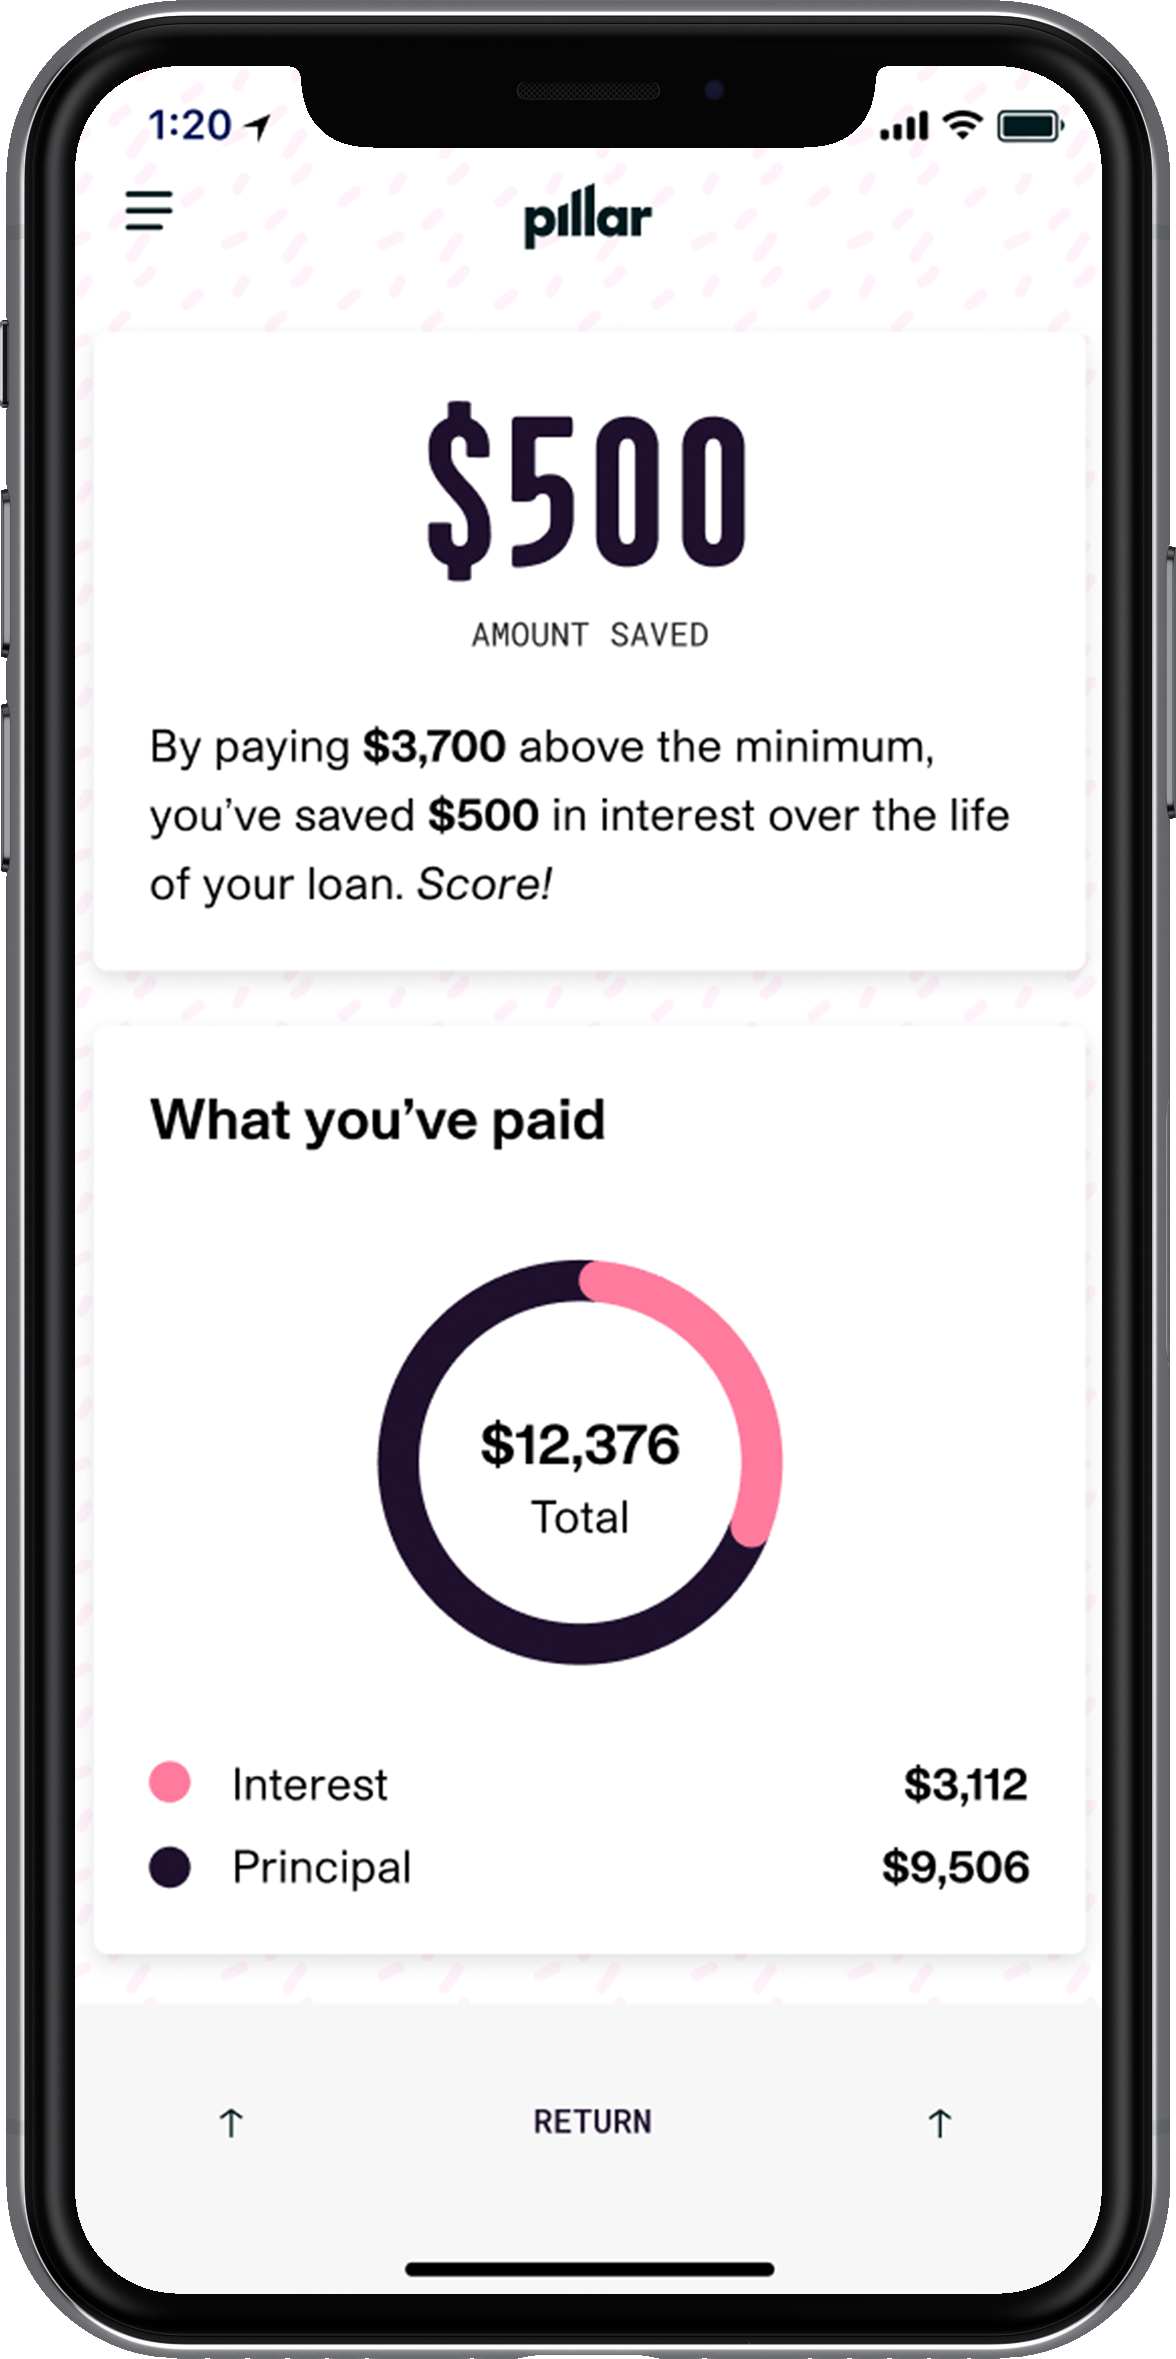 1:20
pillar
$500
AMOUNT SAVED
By paying $3,700 above the minimum,
you’ve saved $500 in interest over the life
of your loan. Score!
What you’ve paid
$12,376
Total
Interest $3,112
Principal $9,506
↑ RETURN ↑